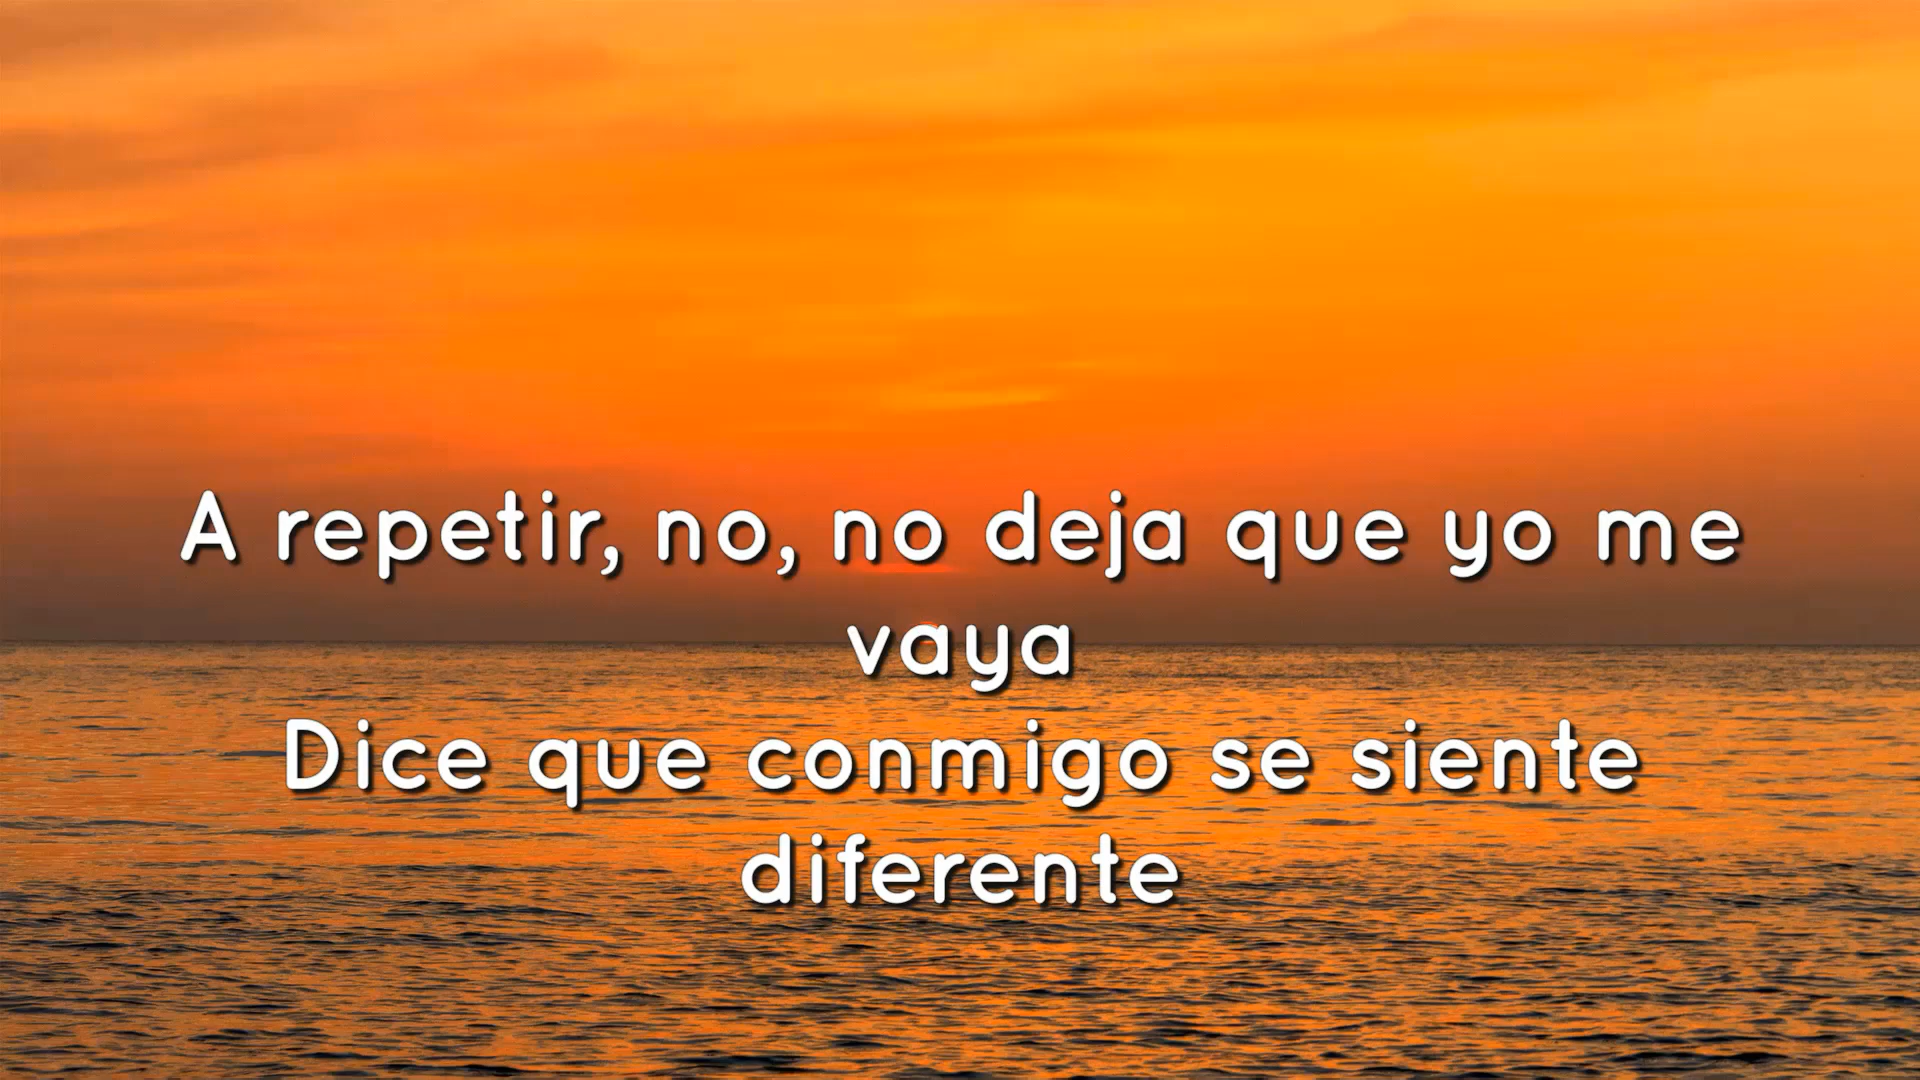 A repetir, no, no deja que yo me
vaya
Dice que conmigo se siente
diferente